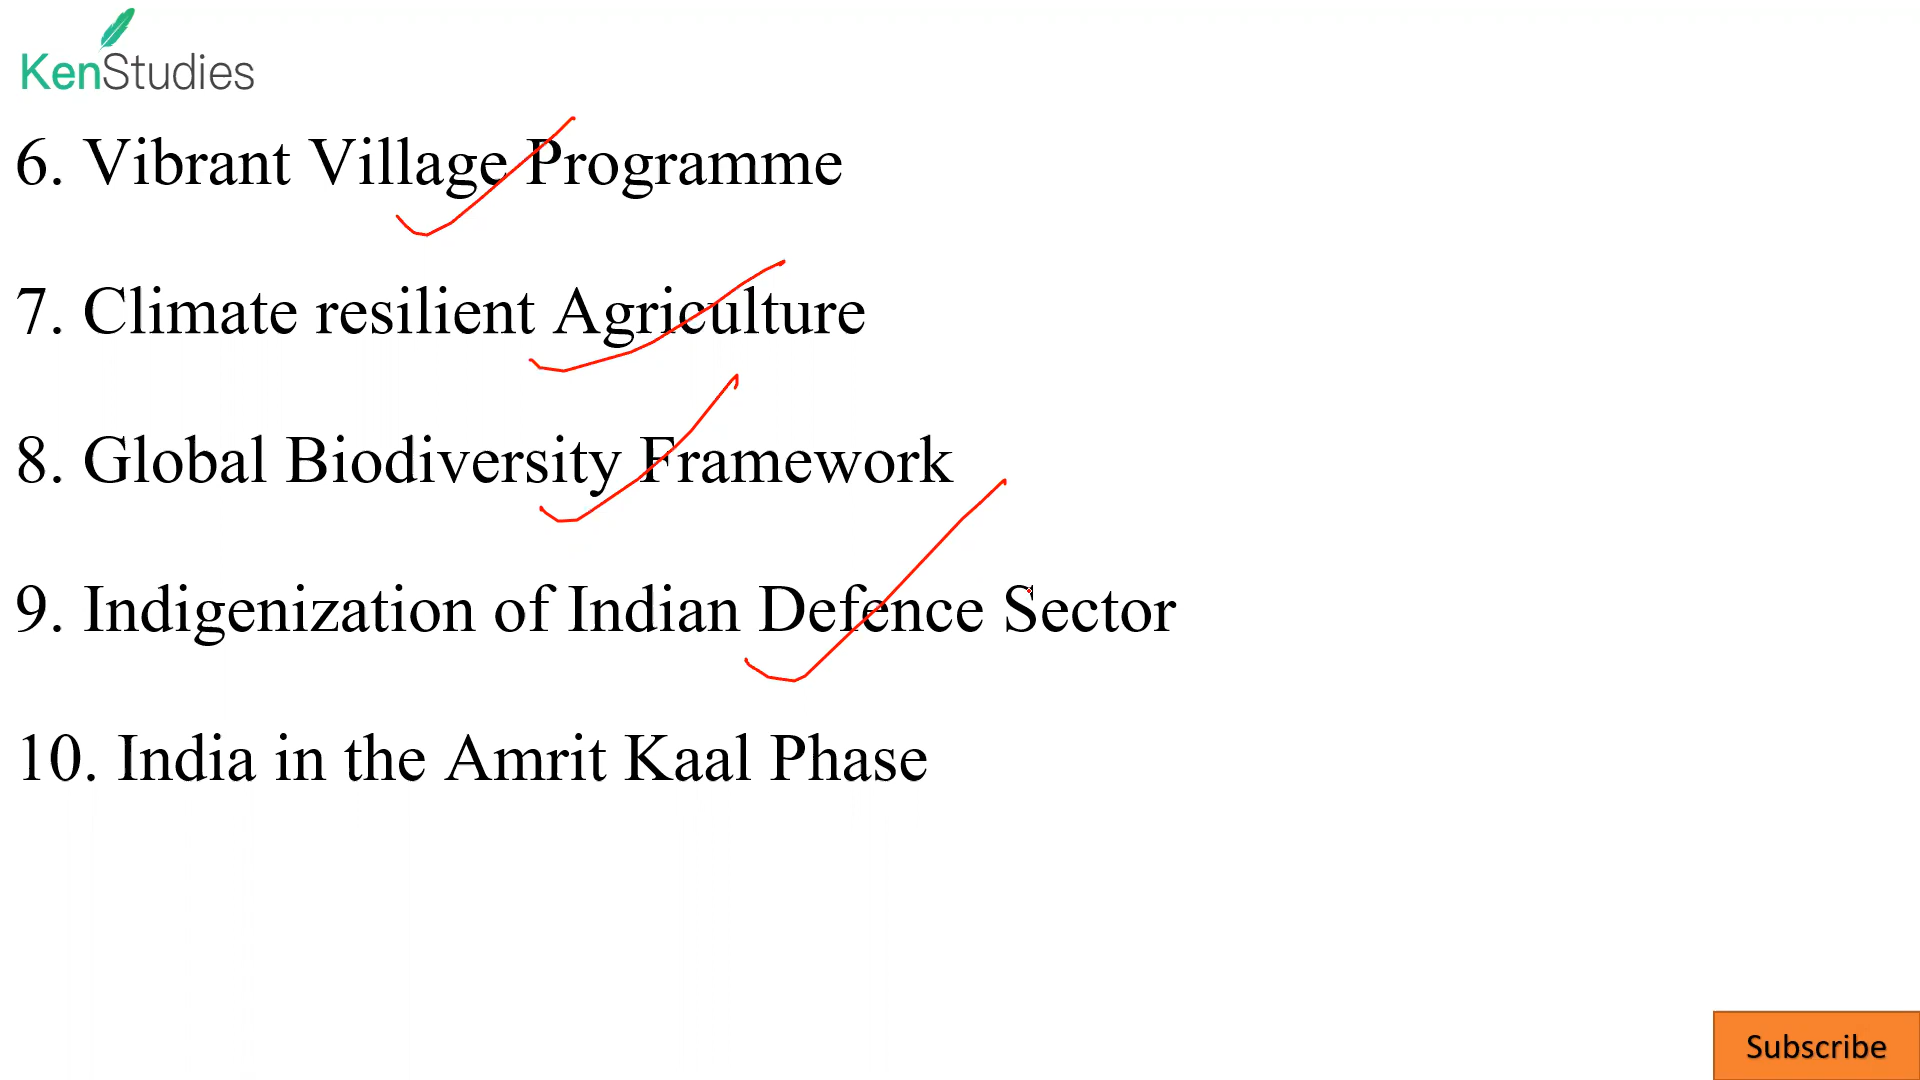 KenStudies
6. Vibrant Village Programme
7. Climate resilient Agriculture
8. Global Biodiversity Framework
9. Indigenization of Indian Defence Sector
10. India in the Amrit Kaal Phase
Subscribe